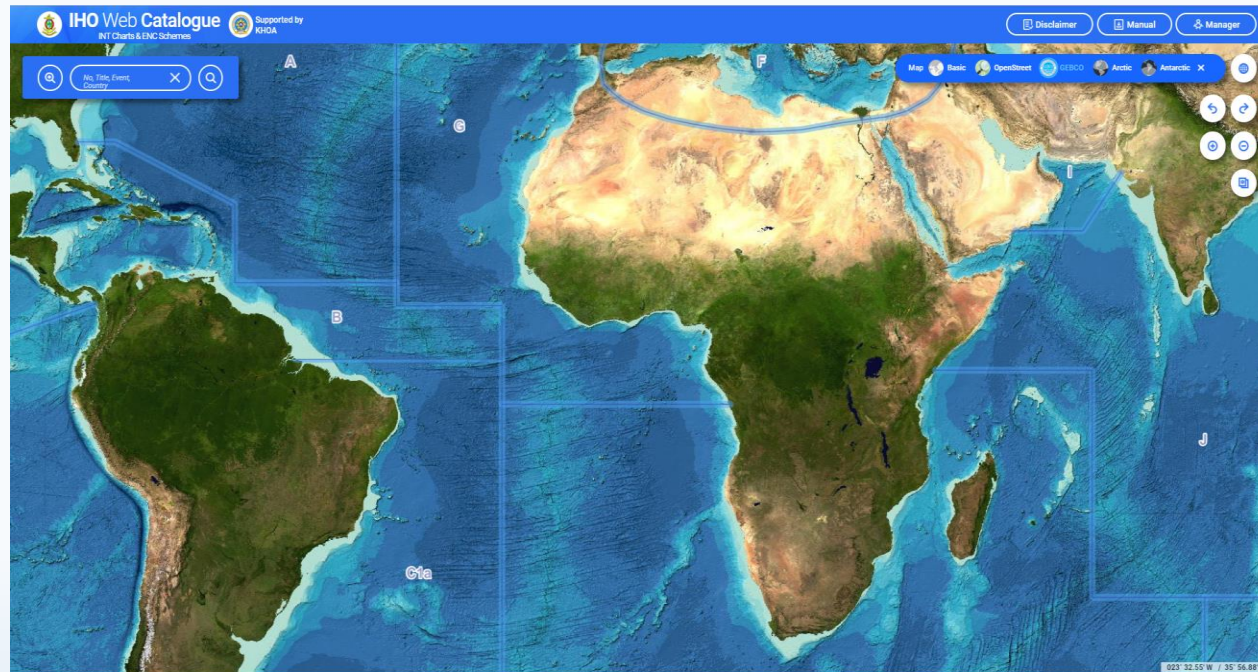 IHO Web Catalogue
INT Charts & ENC Schemes
Supported by
KHOA
Disclaimer
Manual
Manager
No, Title, Event,
Country
Map Basic OpenStreet GEBCO Arctic Antarctic
A
F
G
I
B
J
C1a
023° 32.55' W / 35° 56.88